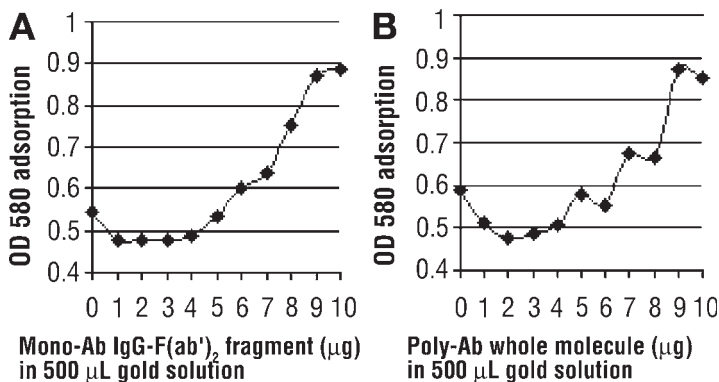 A
OD 580 adsorption
1
0.9
0.8
0.7
0.6
0.5
0.4
0 1 2 3 4 5 6 7 8 9 10
Mono-Ab IgG-F(ab')₂ fragment (μg)
in 500 μL gold solution
B
OD 580 adsorption
1
0.9
0.8
0.7
0.6
0.5
0.4
0 1 2 3 4 5 6 7 8 9 10
Poly-Ab whole molecule (μg)
in 500 μL gold solution